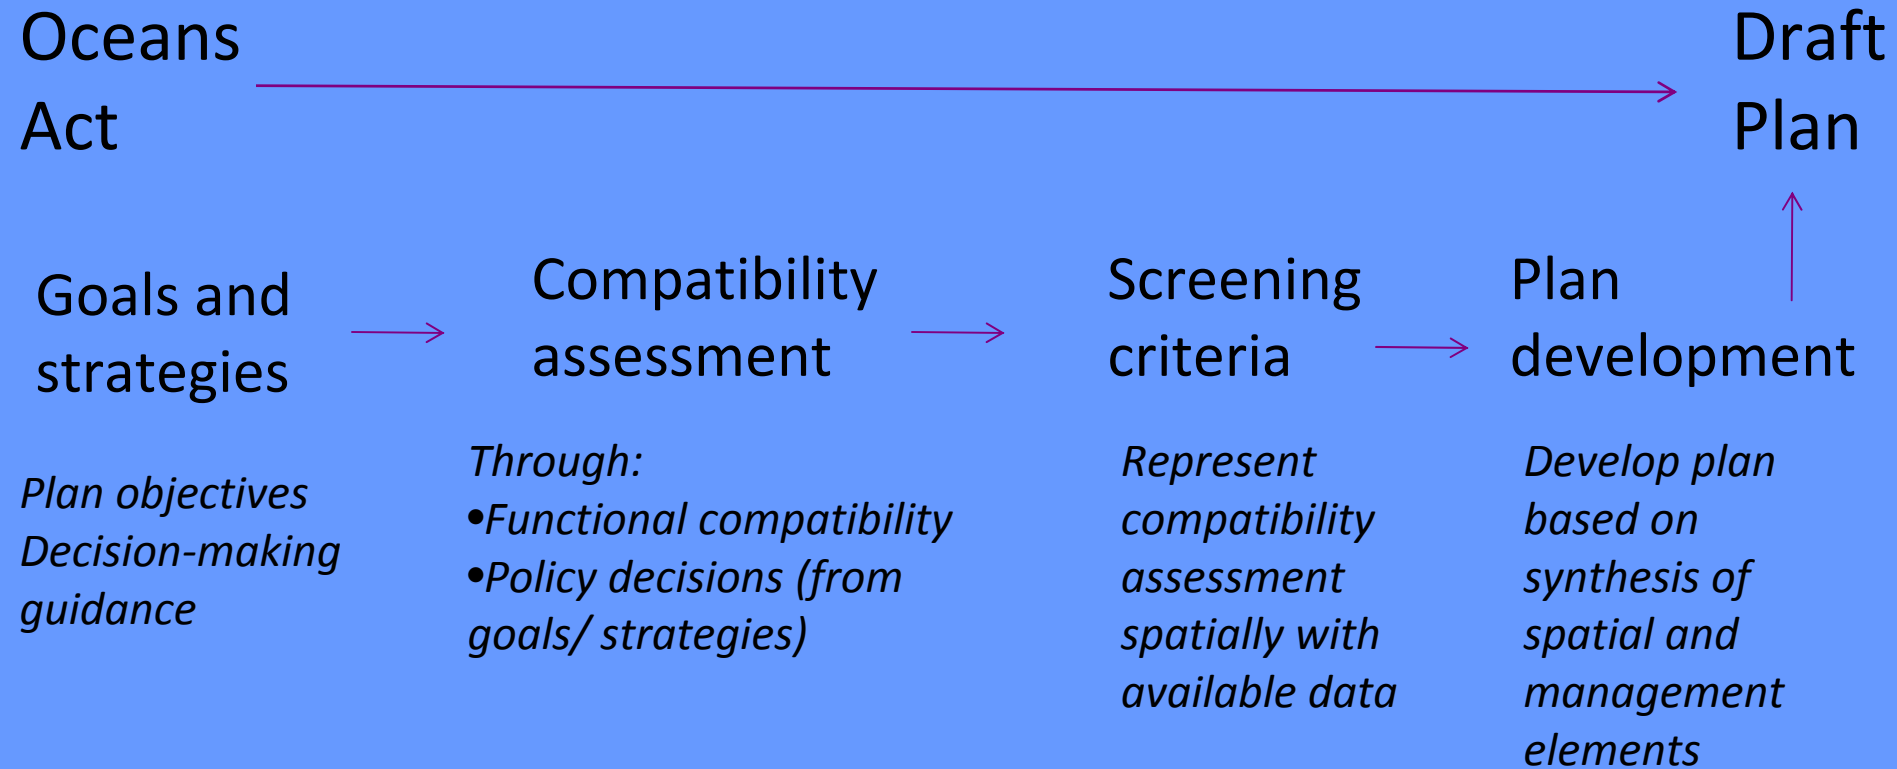 Oceans
Act
Draft
Plan
Goals and
strategies
Compatibility
assessment
Screening
criteria
Plan
development
Plan objectives
Decision-making
guidance
Through:
•Functional compatibility
•Policy decisions (from
goals/ strategies)
Represent
compatibility
assessment
spatially with
available data
Develop plan
based on
synthesis of
spatial and
management
elements